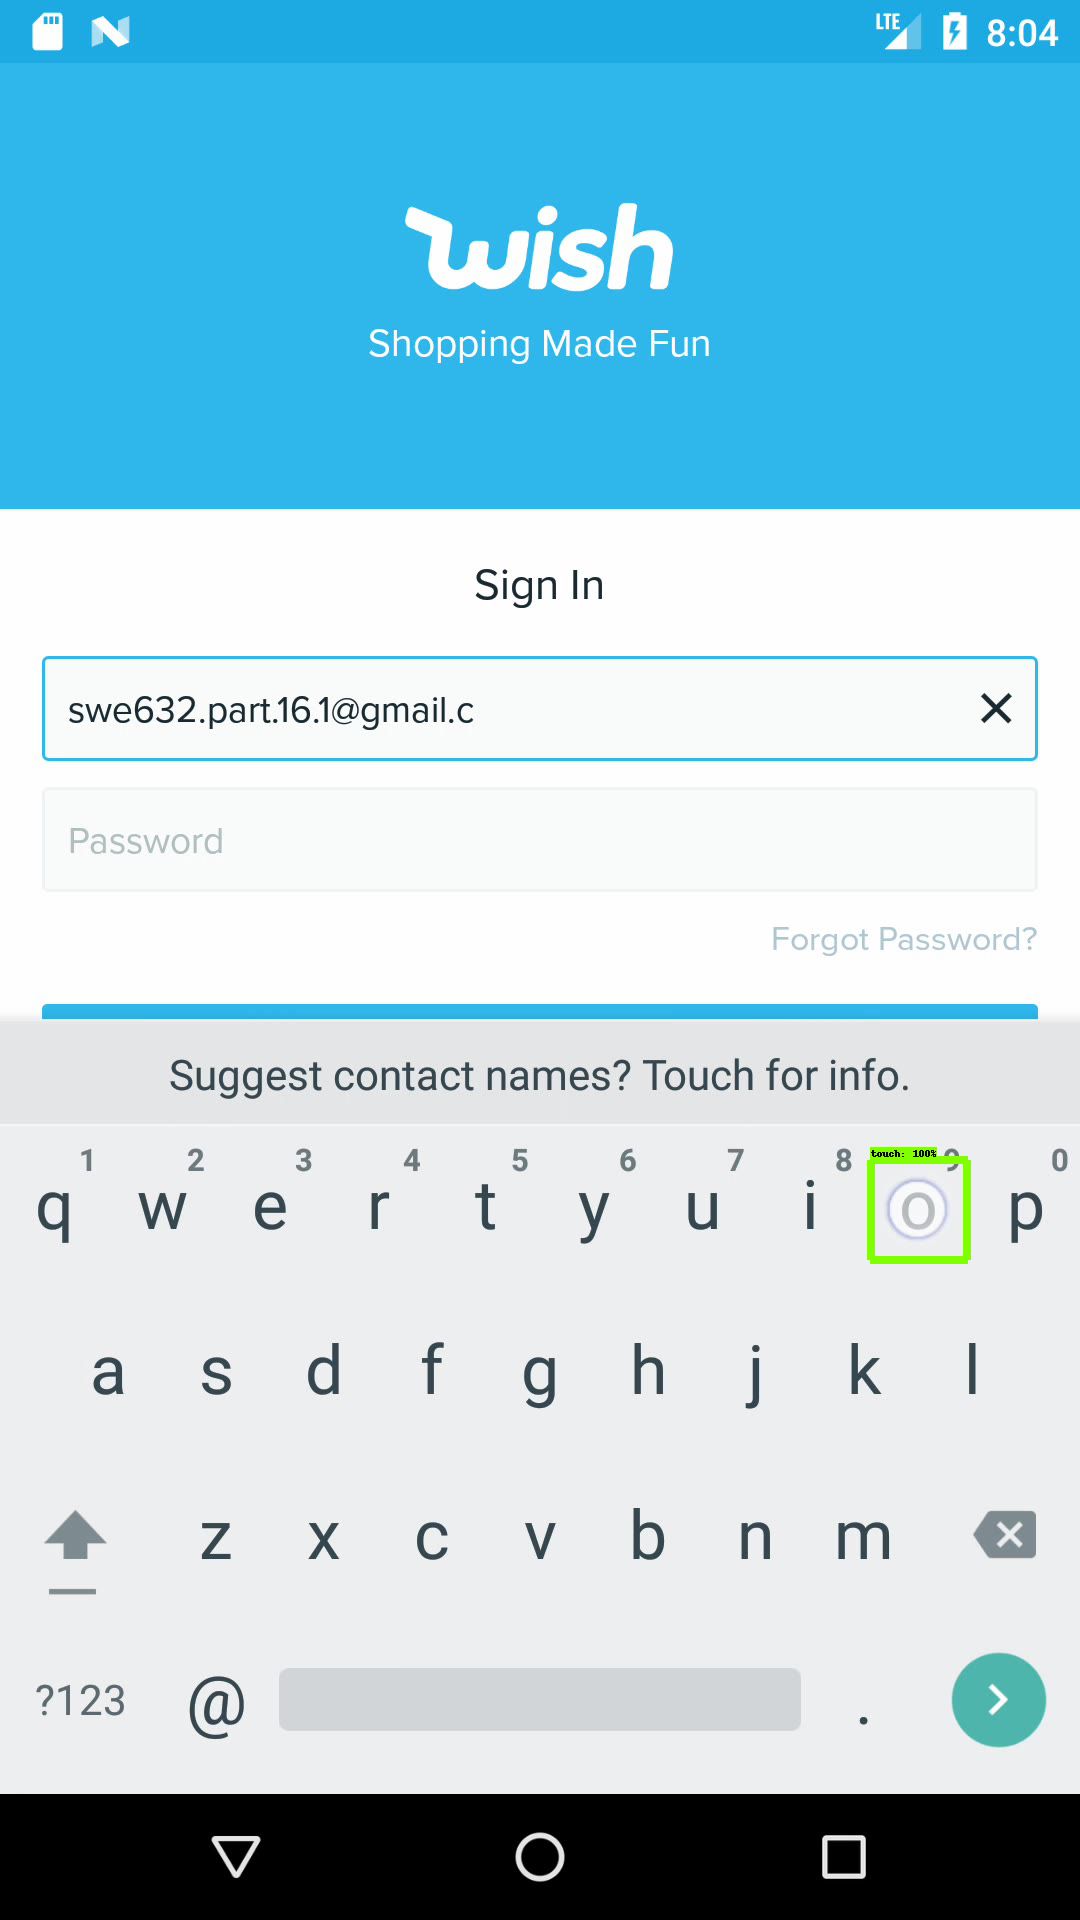 LTE 8:04
wish
Shopping Made Fun
Sign In
swe632.part.16.1@gmail.c
Password
Forgot Password?
Suggest contact names? Touch for info.
touch: 100%
1 2 3 4 5 6 7 8 9 0
q w e r t y u i o p
a s d f g h j k l
z x c v b n m
?123 @ .